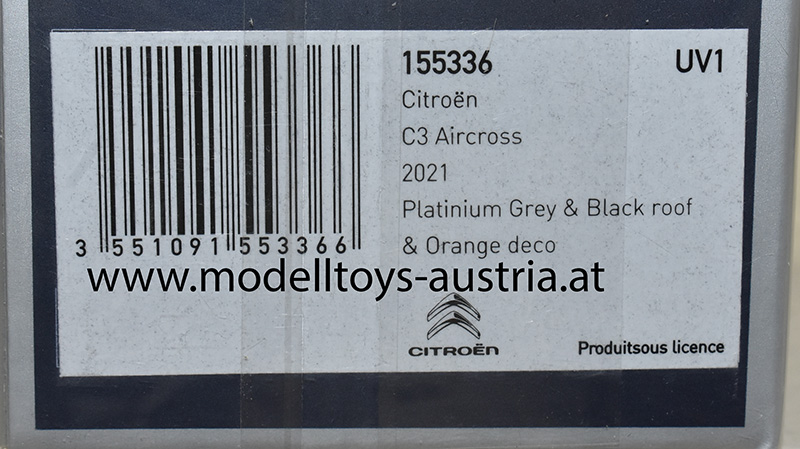 155336 UV1
Citroën
C3 Aircross
2021
Platinium Grey & Black roof
& Orange deco
3 551091 553366
www.modelltoys-austria.at
CITROËN
Produitsous licence